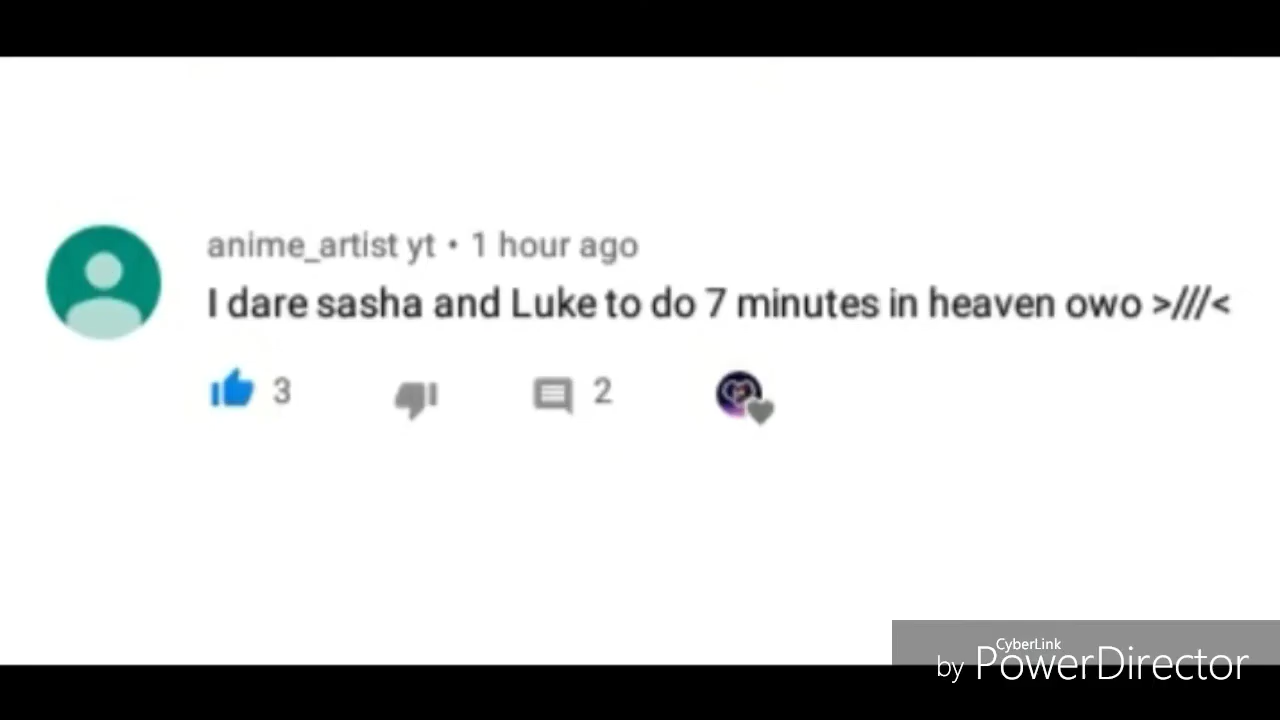 anime_artist yt • 1 hour ago
I dare sasha and Luke to do 7 minutes in heaven owo >///<
3 2
CyberLink
by PowerDirector